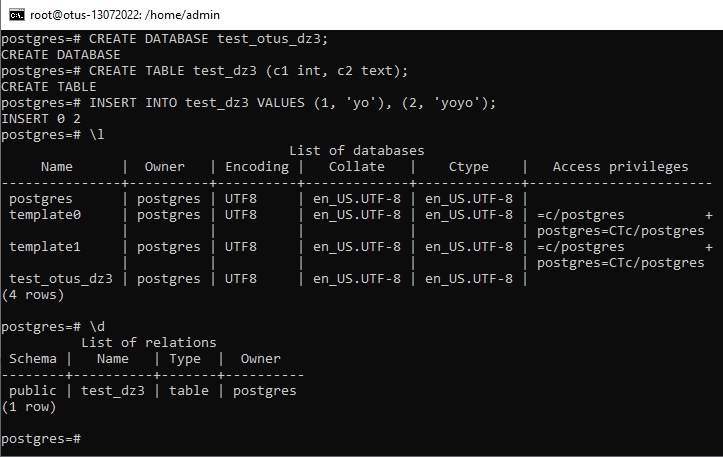 root@otus-13072022: /home/admin
postgres=# CREATE DATABASE test_otus_dz3;
CREATE DATABASE
postgres=# CREATE TABLE test_dz3 (c1 int, c2 text);
CREATE TABLE
postgres=# INSERT INTO test_dz3 VALUES (1, 'yo'), (2, 'yoyo');
INSERT 0 2
postgres=# \l
                                    List of databases
     Name      |  Owner   | Encoding |   Collate   |    Ctype    |   Access privileges
---------------+----------+----------+-------------+-------------+-----------------------
 postgres      | postgres | UTF8     | en_US.UTF-8 | en_US.UTF-8 |
 template0     | postgres | UTF8     | en_US.UTF-8 | en_US.UTF-8 | =c/postgres          +
               |          |          |             |             | postgres=CTc/postgres
 template1     | postgres | UTF8     | en_US.UTF-8 | en_US.UTF-8 | =c/postgres          +
               |          |          |             |             | postgres=CTc/postgres
 test_otus_dz3 | postgres | UTF8     | en_US.UTF-8 | en_US.UTF-8 |
(4 rows)

postgres=# \d
          List of relations
 Schema |   Name   | Type  |  Owner
--------+----------+-------+----------
 public | test_dz3 | table | postgres
(1 row)

postgres=#